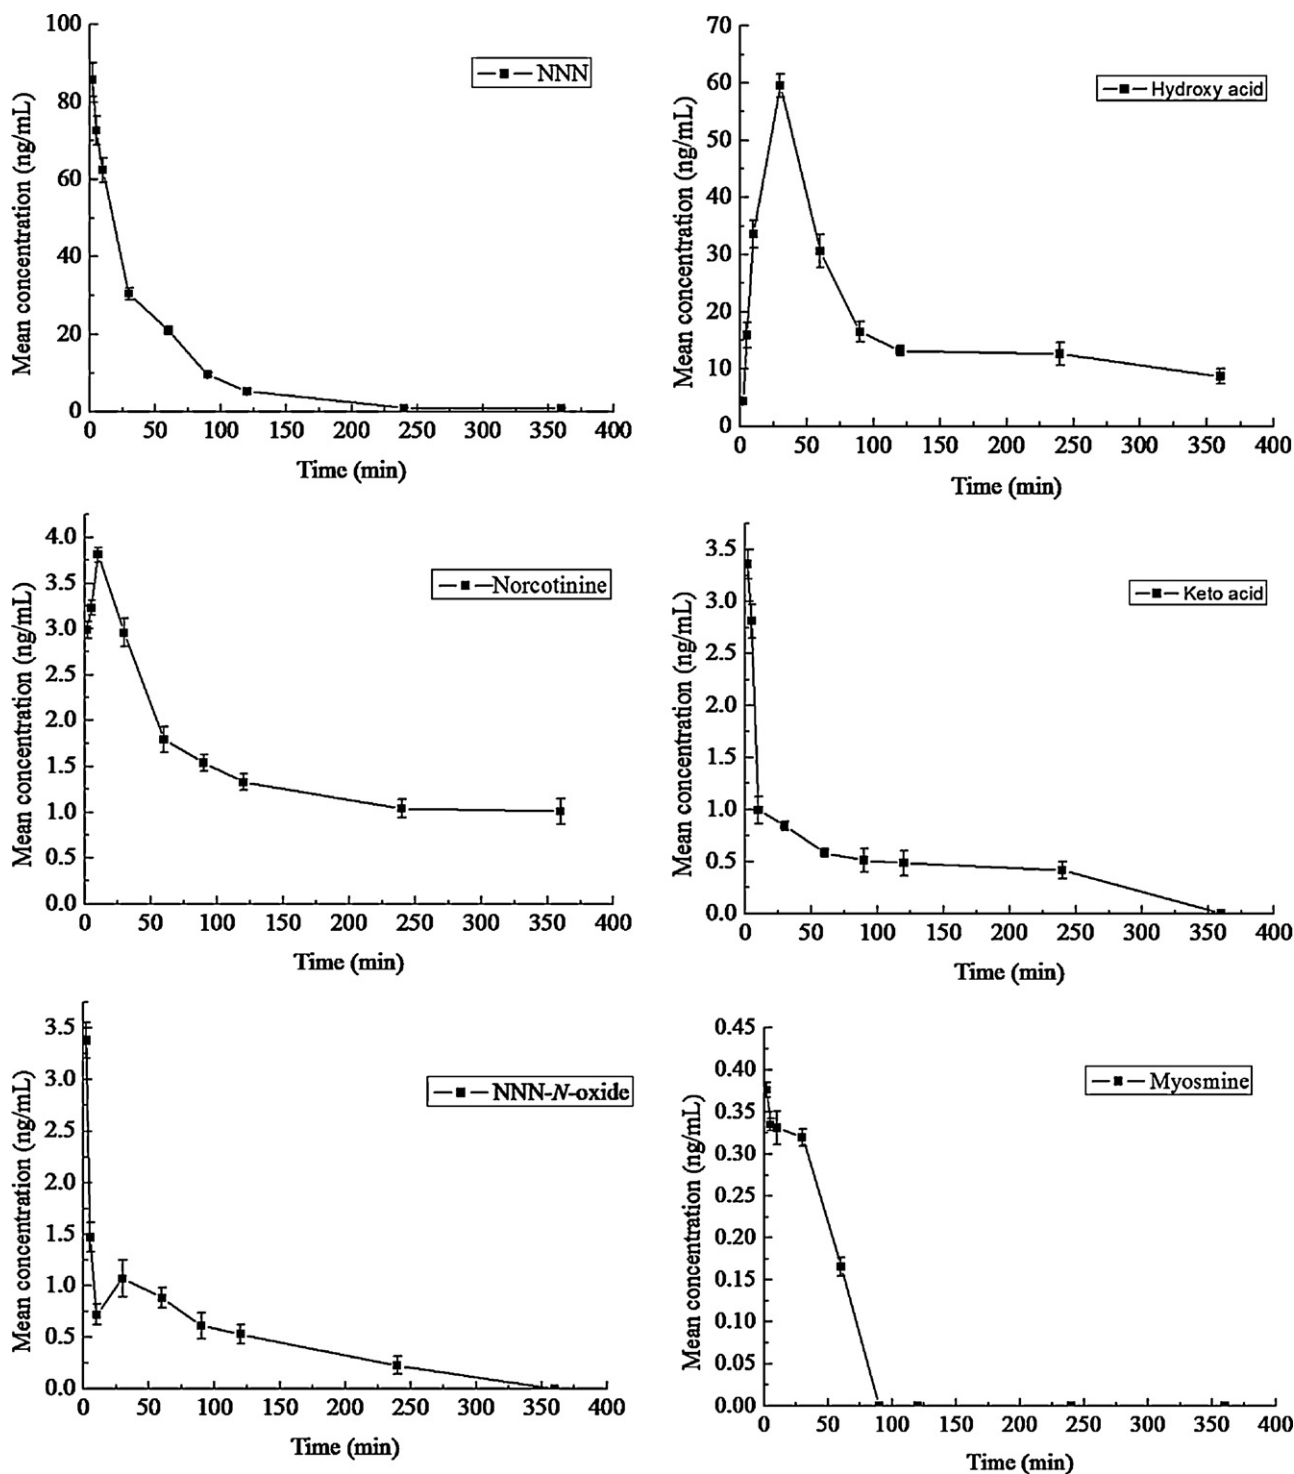 100
80
60
40
20
0
Mean concentration (ng/mL)
NNN
0 50 100 150 200 250 300 350 400
Time (min)
70
60
50
40
30
20
10
0
Mean concentration (ng/mL)
Hydroxy acid
0 50 100 150 200 250 300 350 400
Time (min)
4.0
3.5
3.0
2.5
2.0
1.5
1.0
0.5
0.0
Mean concentration (ng/mL)
Norcotinine
0 50 100 150 200 250 300 350 400
Time (min)
3.5
3.0
2.5
2.0
1.5
1.0
0.5
0.0
Mean concentration (ng/mL)
Keto acid
0 50 100 150 200 250 300 350 400
Time (min)
3.5
3.0
2.5
2.0
1.5
1.0
0.5
0.0
Mean concentration (ng/mL)
NNN-N-oxide
0 50 100 150 200 250 300 350 400
Time (min)
0.45
0.40
0.35
0.30
0.25
0.20
0.15
0.10
0.05
0.00
Mean concentration (ng/mL)
Myosmine
0 50 100 150 200 250 300 350 400
Time (min)